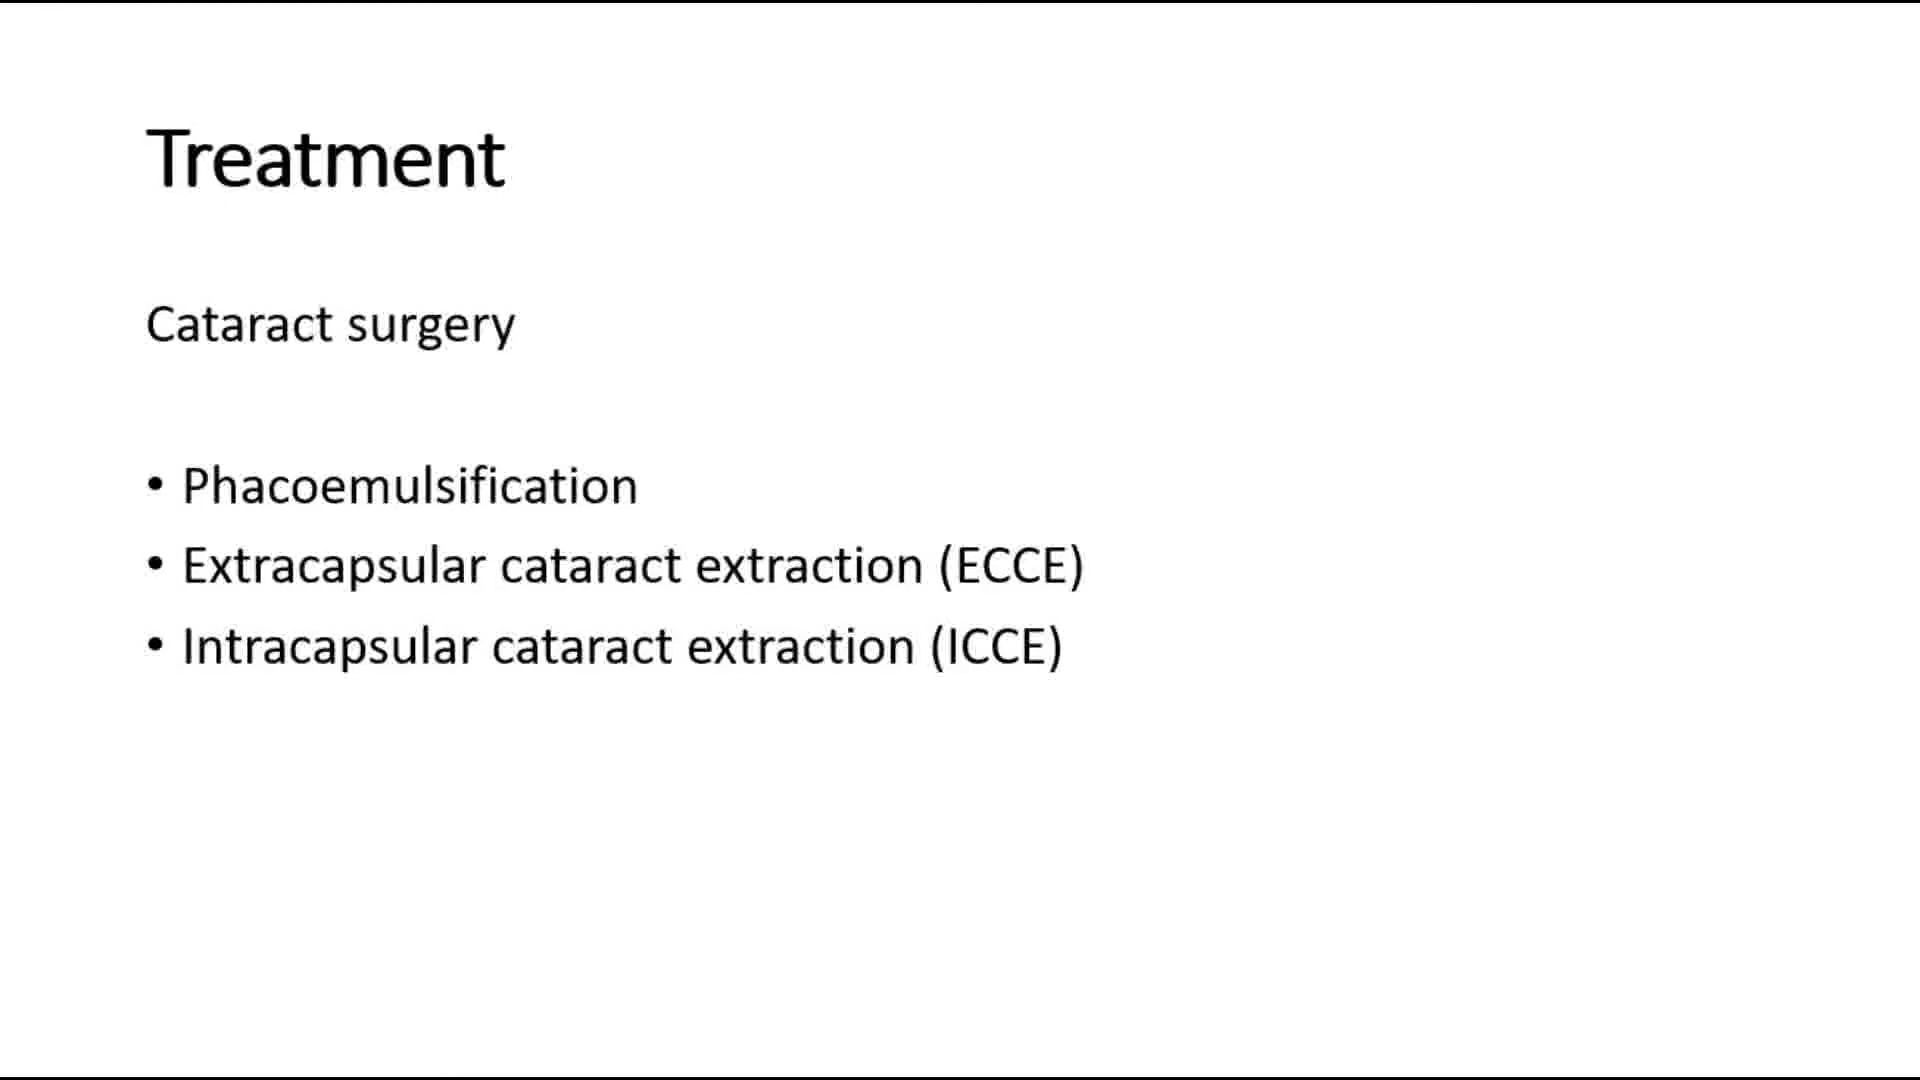 Treatment
Cataract surgery
• Phacoemulsification
• Extracapsular cataract extraction (ECCE)
• Intracapsular cataract extraction (ICCE)